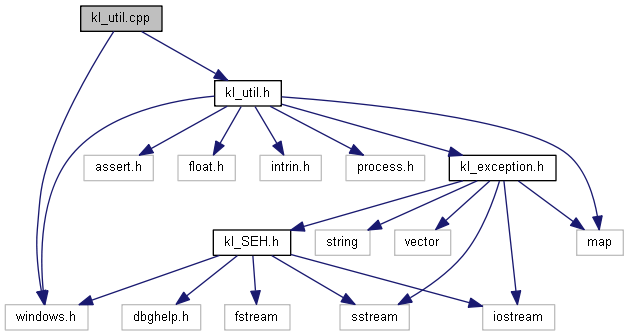 kl_util.cpp
kl_util.h
assert.h
float.h
intrin.h
process.h
kl_exception.h
kl_SEH.h
string
vector
map
windows.h
dbghelp.h
fstream
sstream
iostream